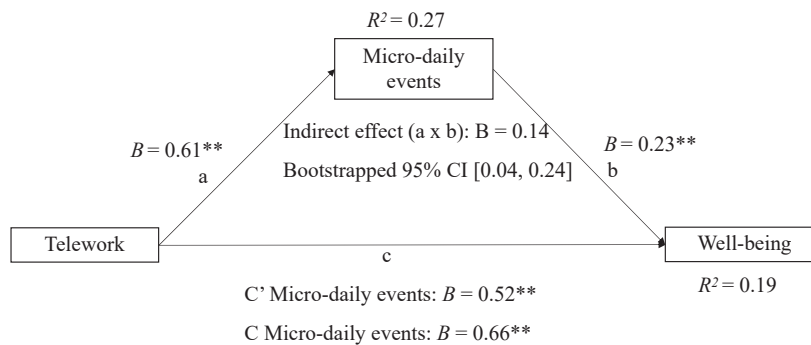 R² = 0.27
Micro-daily
events
Indirect effect (a x b): B = 0.14
B = 0.61**
B = 0.23**
Bootstrapped 95% CI [0.04, 0.24]
a
b
Telework
Well-being
c
R² = 0.19
C’ Micro-daily events: B = 0.52**
C Micro-daily events: B = 0.66**